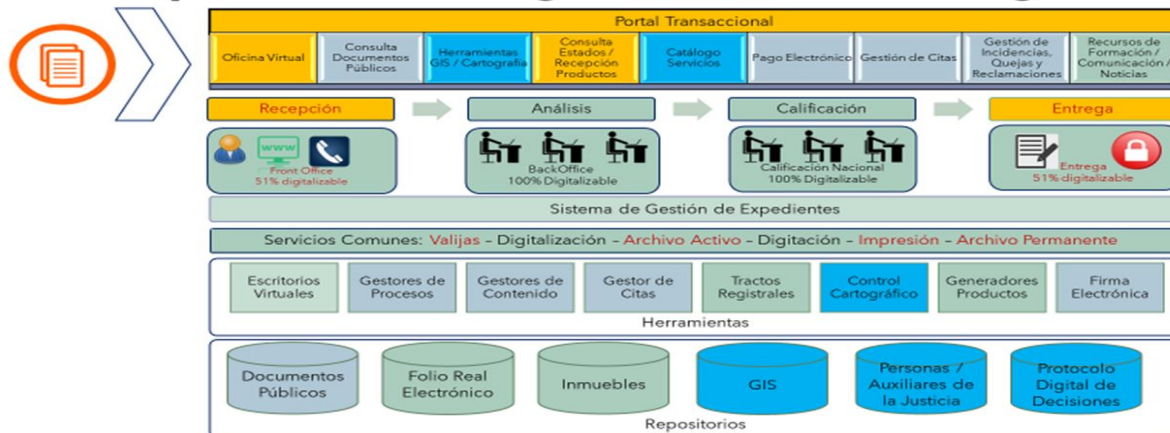 Portal Transaccional
Oficina Virtual
Consulta
Documentos
Públicos
Herramientas
GIS / Cartografía
Consulta
Estados /
Recepción
Productos
Catálogo
Servicios
Pago Electrónico
Gestión de Citas
Gestión de
Incidencias,
Quejas y
Reclamaciones
Recursos de
Formación /
Comunicación /
Noticias
Recepción
Análisis
Calificación
Entrega
www
Front Office
51% digitalizable
BackOffice
100% Digitalizable
Calificación Nacional
100% Digitalizable
Entrega
51% digitalizable
Sistema de Gestión de Expedientes
Servicios Comunes: Valijas – Digitalización – Archivo Activo – Digitación – Impresión – Archivo Permanente
Escritorios
Virtuales
Gestores de
Procesos
Gestores de
Contenido
Gestor de
Citas
Tractos
Registrales
Control
Cartográfico
Generadores
Productos
Firma
Electrónica
Herramientas
Documentos
Públicos
Folio Real
Electrónico
Inmuebles
GIS
Personas /
Auxiliares de
la Justicia
Protocolo
Digital de
Decisiones
Repositorios